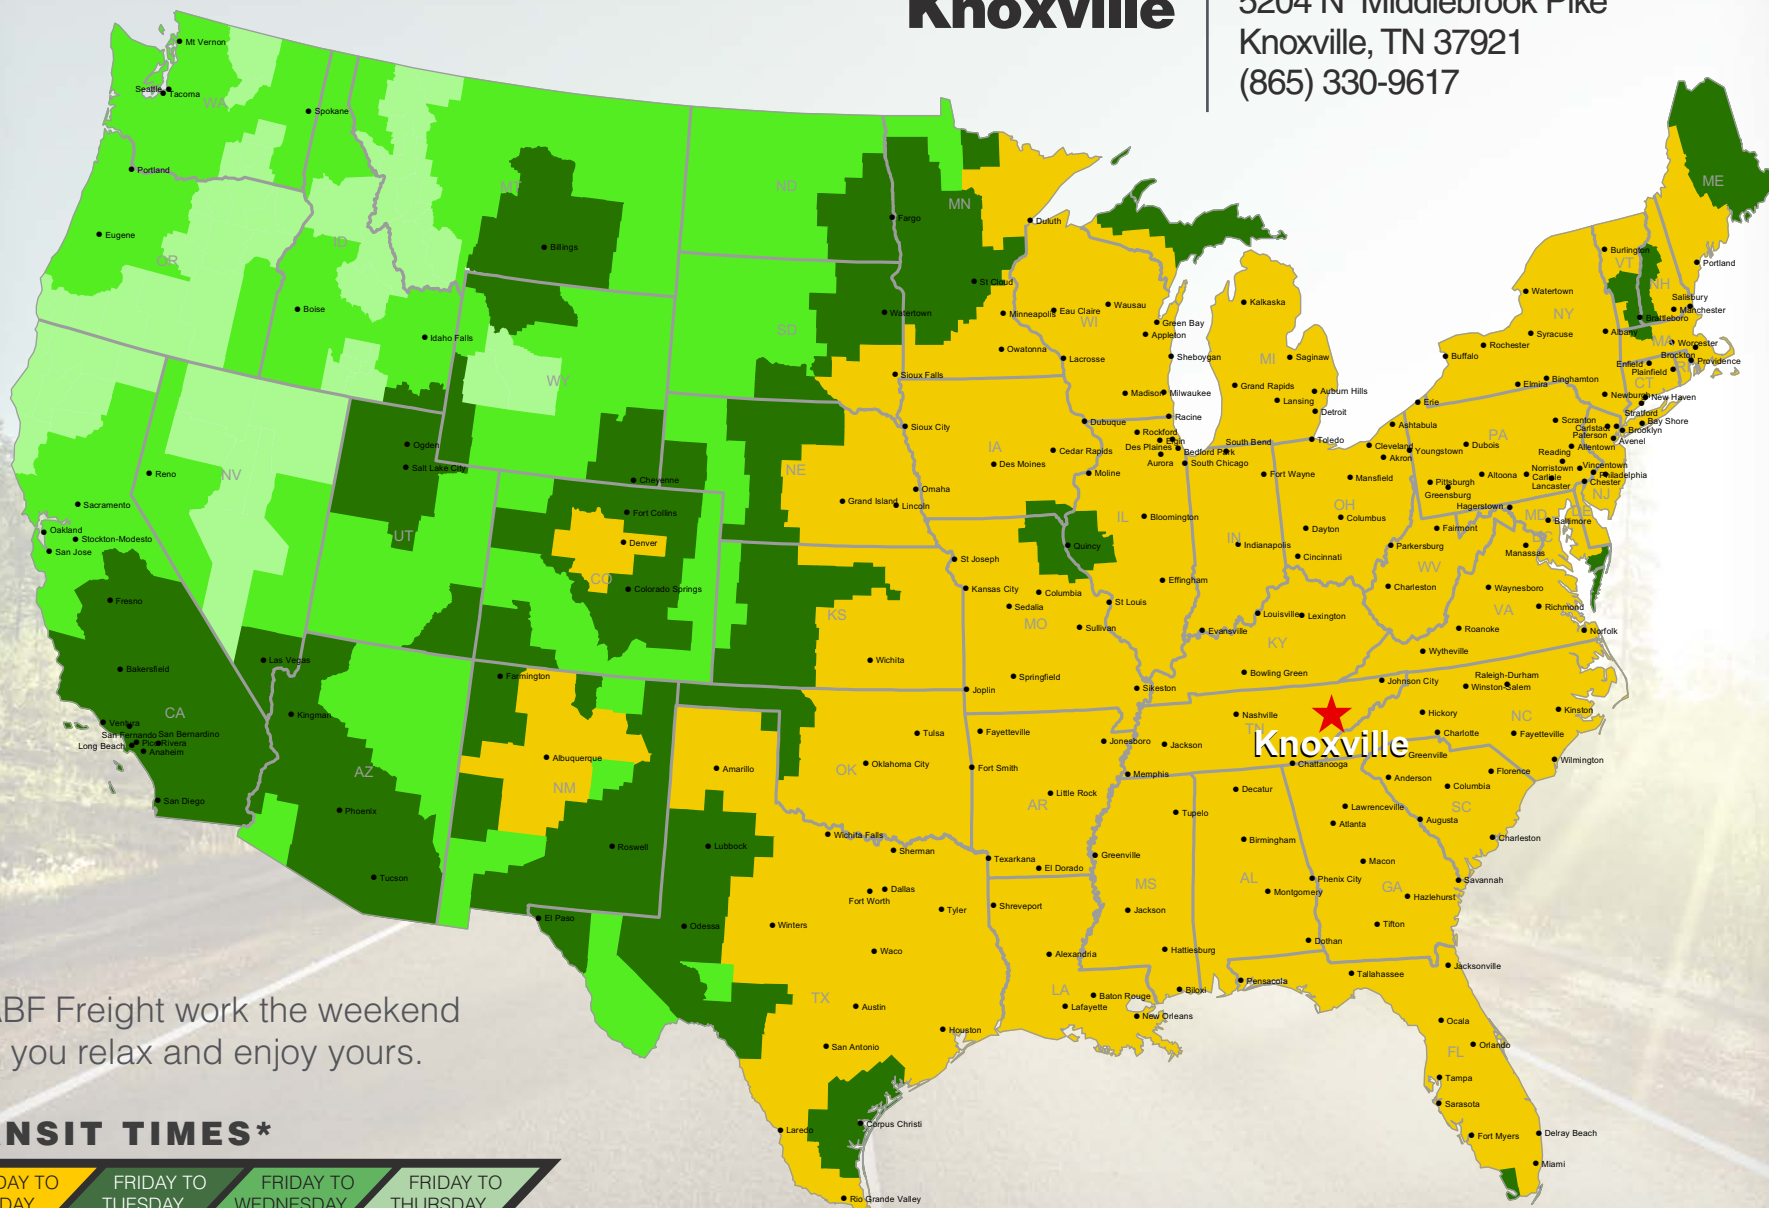 Knoxville
5204 N Middlebrook Pike
Knoxville, TN 37921
(865) 330-9617
Mt Vernon
Seattle
Tacoma
WA
Spokane
Portland
Eugene
OR
ID
Boise
Idaho Falls
MT
Billings
WY
Cheyenne
ND
Fargo
MN
Duluth
St Cloud
Minneapolis
Owatonna
SD
Watertown
Sioux Falls
Sioux City
NE
Grand Island
Omaha
Lincoln
NV
Reno
Las Vegas
Sacramento
Oakland
Stockton-Modesto
San Jose
Fresno
Bakersfield
CA
Ventura
San Fernando
San Bernardino
Long Beach
Pico Rivera
Anaheim
San Diego
UT
Ogden
Salt Lake City
CO
Fort Collins
Denver
Colorado Springs
AZ
Kingman
Phoenix
Tucson
NM
Farmington
Albuquerque
Roswell
KS
Wichita
OK
Tulsa
Oklahoma City
TX
Amarillo
Lubbock
Wichita Falls
Sherman
El Paso
Odessa
Winters
Dallas
Fort Worth
Tyler
Waco
Austin
Houston
San Antonio
Corpus Christi
Laredo
Rio Grande Valley
WI
Eau Claire
Wausau
Green Bay
Appleton
Sheboygan
Lacrosse
Madison
Milwaukee
Racine
IA
Dubuque
Cedar Rapids
Des Moines
Moline
IL
Rockford
Elgin
Des Plaines
Bedford Park
Aurora
South Chicago
Bloomington
Quincy
Effingham
MO
St Joseph
Kansas City
Columbia
Sedalia
St Louis
Sullivan
Springfield
Joplin
Sikeston
AR
Fayetteville
Fort Smith
Jonesboro
Little Rock
Texarkana
El Dorado
LA
Shreveport
Alexandria
Baton Rouge
Lafayette
New Orleans
MS
Tupelo
Greenville
Jackson
Hattiesburg
Biloxi
MI
Kalkaska
Saginaw
Grand Rapids
Lansing
Auburn Hills
Detroit
IN
South Bend
Fort Wayne
Indianapolis
Evansville
OH
Toledo
Cleveland
Ashtabula
Akron
Youngstown
Mansfield
Columbus
Dayton
Cincinnati
KY
Louisville
Lexington
Bowling Green
TN
Nashville
Jackson
Memphis
Knoxville
Chattanooga
Johnson City
AL
Decatur
Birmingham
Montgomery
Phenix City
Dothan
GA
Lawrenceville
Atlanta
Augusta
Macon
Savannah
Hazlehurst
Tifton
FL
Pensacola
Tallahassee
Jacksonville
Ocala
Orlando
Tampa
Sarasota
Fort Myers
Delray Beach
Miami
SC
Greenville
Anderson
Florence
Columbia
Charleston
NC
Raleigh-Durham
Winston-Salem
Hickory
Charlotte
Kinston
Fayetteville
Wilmington
VA
Manassas
Waynesboro
Richmond
Roanoke
Norfolk
Wytheville
WV
Fairmont
Parkersburg
Charleston
MD
DE
DC
Hagerstown
Baltimore
PA
Erie
Dubois
Pittsburgh
Greensburg
Altoona
Scranton
Allentown
Reading
Norristown
Carlisle
Lancaster
Philadelphia
Chester
NJ
Carlstadt
Paterson
Avenel
Vincentown
NY
Watertown
Syracuse
Rochester
Buffalo
Albany
Binghamton
Elmira
Newburgh
Brooklyn
Bay Shore
VT
Burlington
Brattleboro
NH
Salisbury
Manchester
ME
Portland
MA
Worcester
Brockton
RI
Providence
CT
Enfield
Plainfield
New Haven
Stratford
ABF Freight work the weekend
you relax and enjoy yours.
NSIT TIMES*
DAY TO
DAY
FRIDAY TO
TUESDAY
FRIDAY TO
WEDNESDAY
FRIDAY TO
THURSDAY